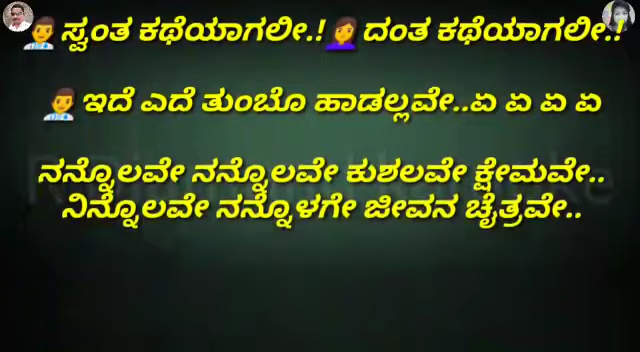 ಸ್ವಂತ ಕಥೆಯಾಗಲೀ.! ದಂತ ಕಥೆಯಾಗಲೀ.!
ಇದೆ ಎದೆ ತುಂಬೊ ಹಾಡಲ್ಲವೇ..ಏ ಏ ಏ ಏ
ನನ್ನೊಲವೇ ನನ್ನೊಲವೇ ಕುಶಲವೇ ಕ್ಷೇಮವೇ..
ನಿನ್ನೊಲವೇ ನನ್ನೊಳಗೇ ಜೀವನ ಚೈತ್ರವೇ..